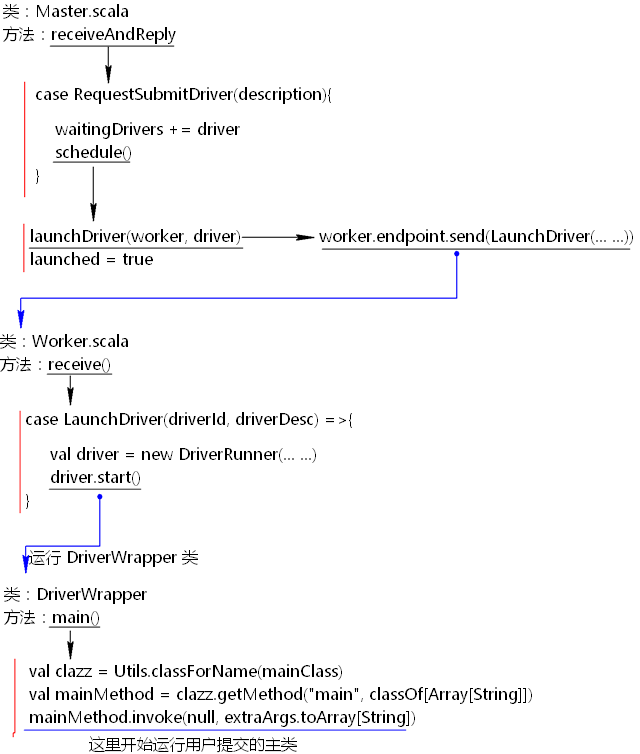 类：Master.scala
方法：receiveAndReply
case RequestSubmitDriver(description){
waitingDrivers += driver
schedule()
}
launchDriver(worker, driver)
worker.endpoint.send(LaunchDriver(... ...))
launched = true
类：Worker.scala
方法：receive()
case LaunchDriver(driverId, driverDesc) =>{
val driver = new DriverRunner(... ...)
driver.start()
}
运行 DriverWrapper 类
类：DriverWrapper
方法：main()
val clazz = Utils.classForName(mainClass)
val mainMethod = clazz.getMethod("main", classOf[Array[String]])
mainMethod.invoke(null, extraArgs.toArray[String])
这里开始运行用户提交的主类